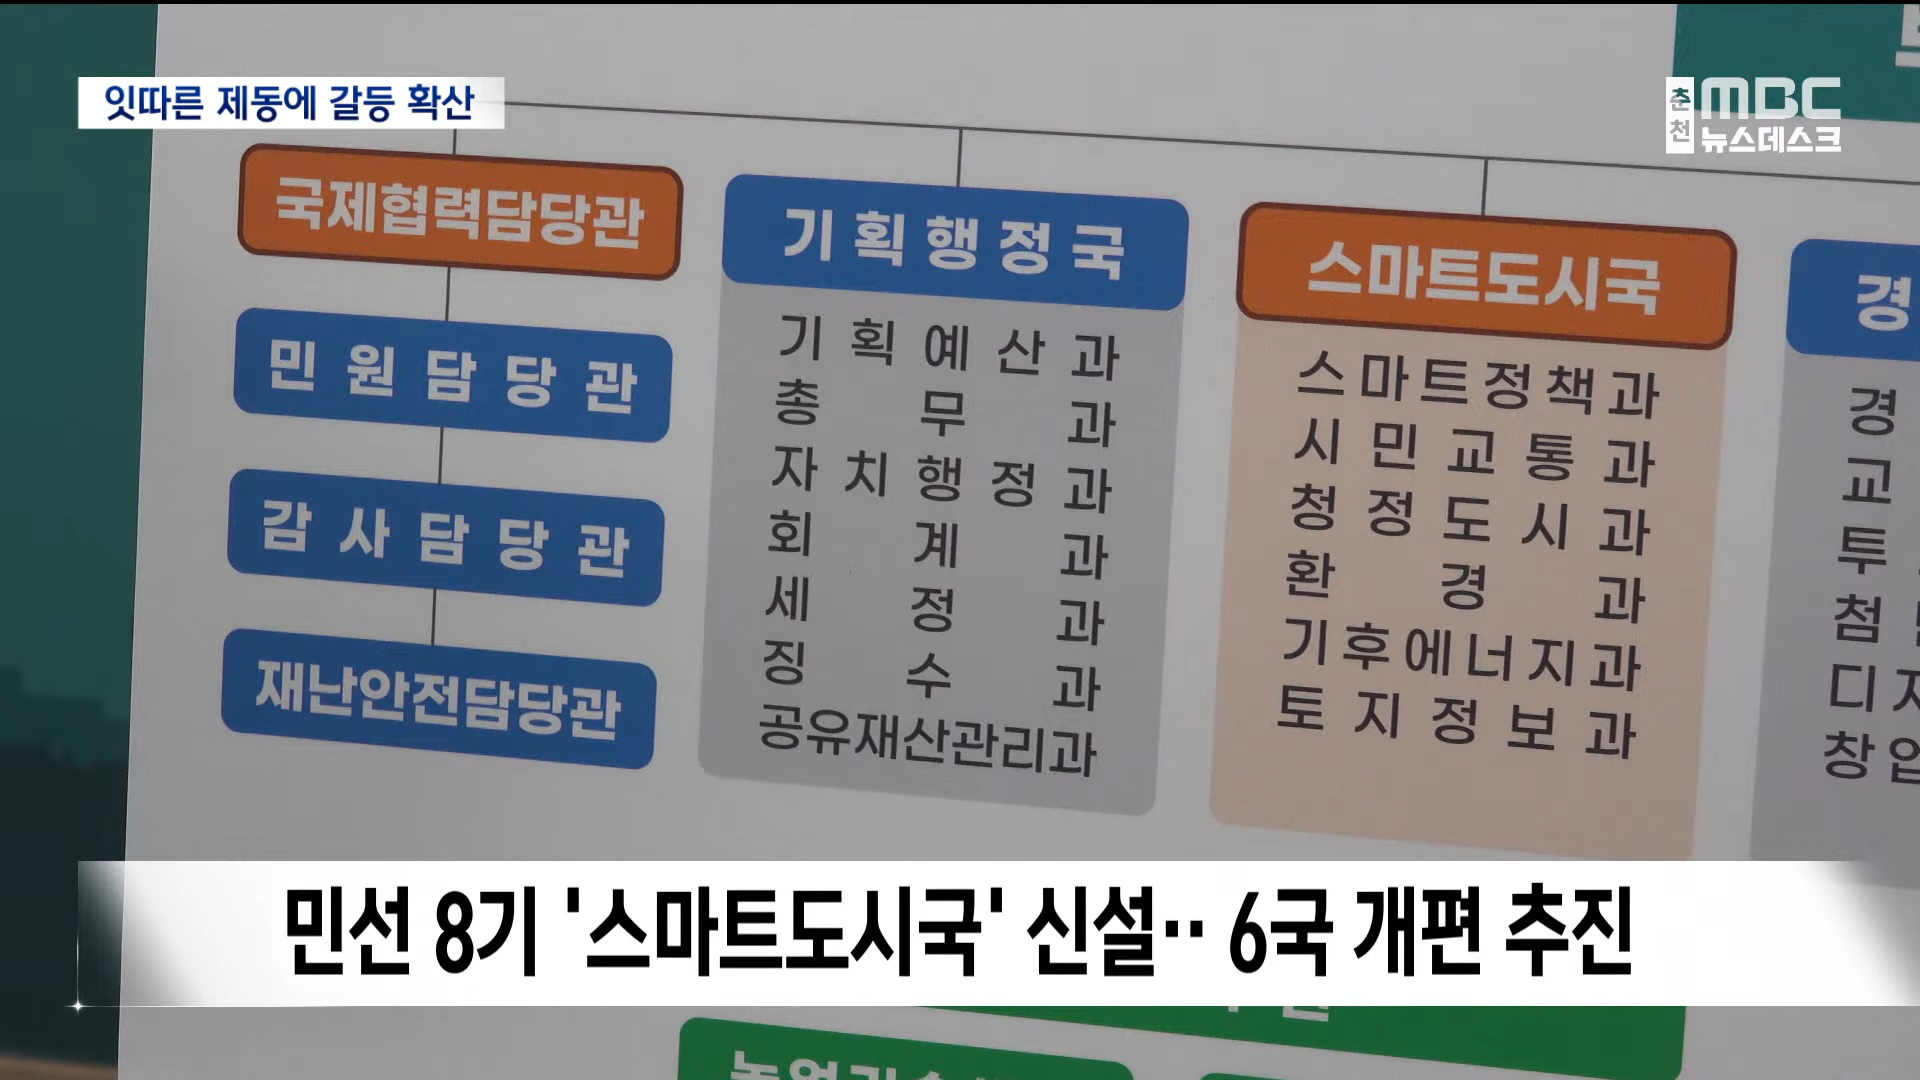 잇따른 제동에 갈등 확산
춘천
MBC
뉴스데스크
국제협력담당관
민원담당관
감사담당관
재난안전담당관
기획행정국
기획예산과
총무과
자치행정과
회계과
세정과
징수과
공유재산관리과
스마트도시국
스마트정책과
시민교통과
청정도시과
환경과
기후에너지과
토지정보과
경
경
교
투
첨
디지
창업
민선 8기 '스마트도시국' 신설·· 6국 개편 추진